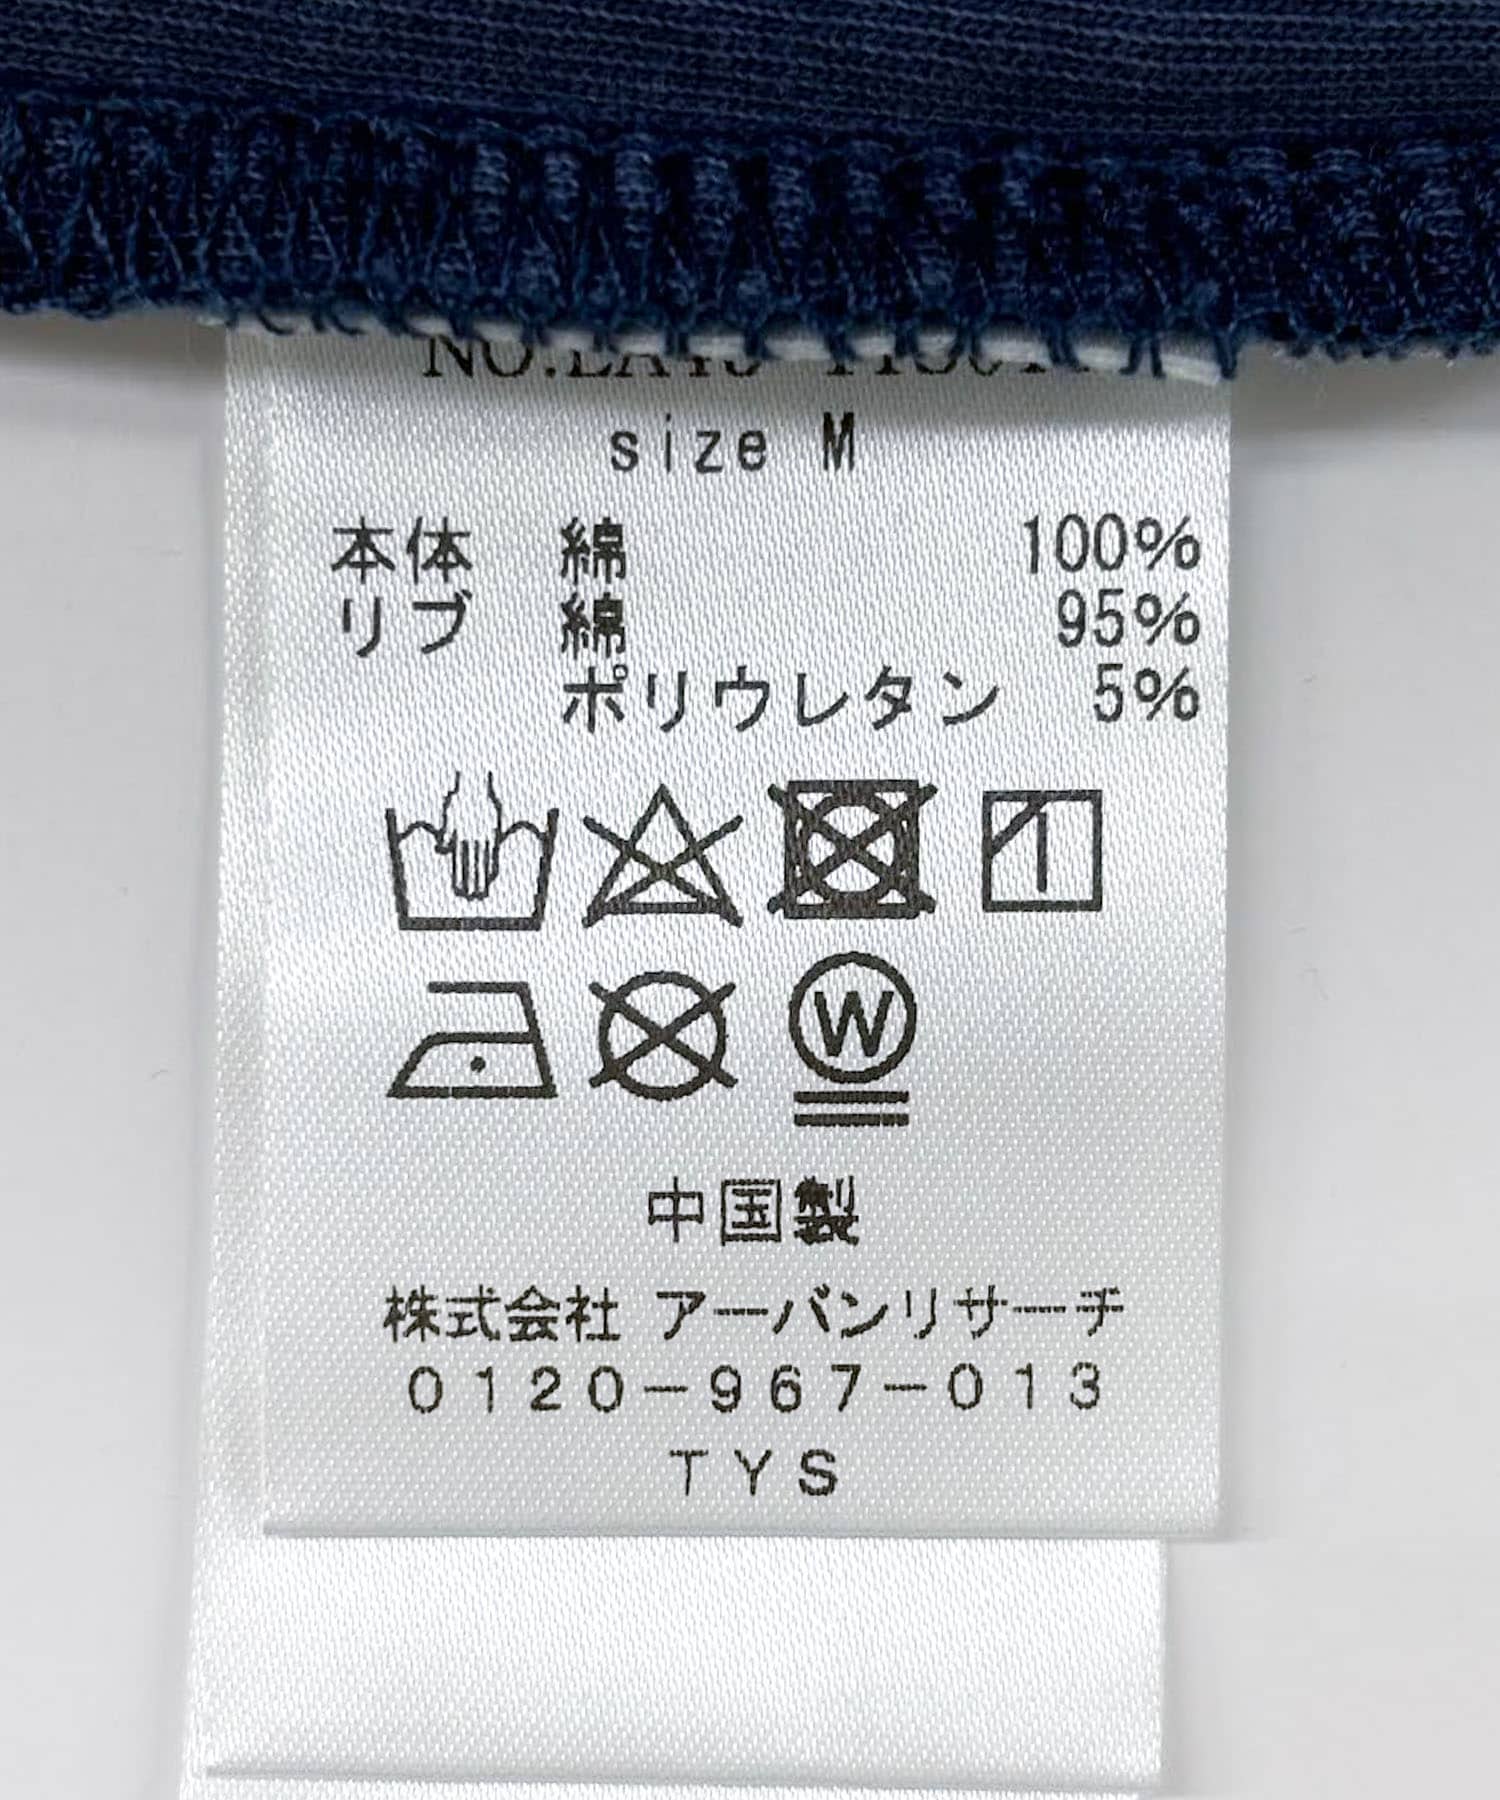 size M
本体 綿 100%
リブ 綿 95%
ポリウレタン 5%
W
中国製
株式会社 アーバンリサーチ
0120-967-013
TYS